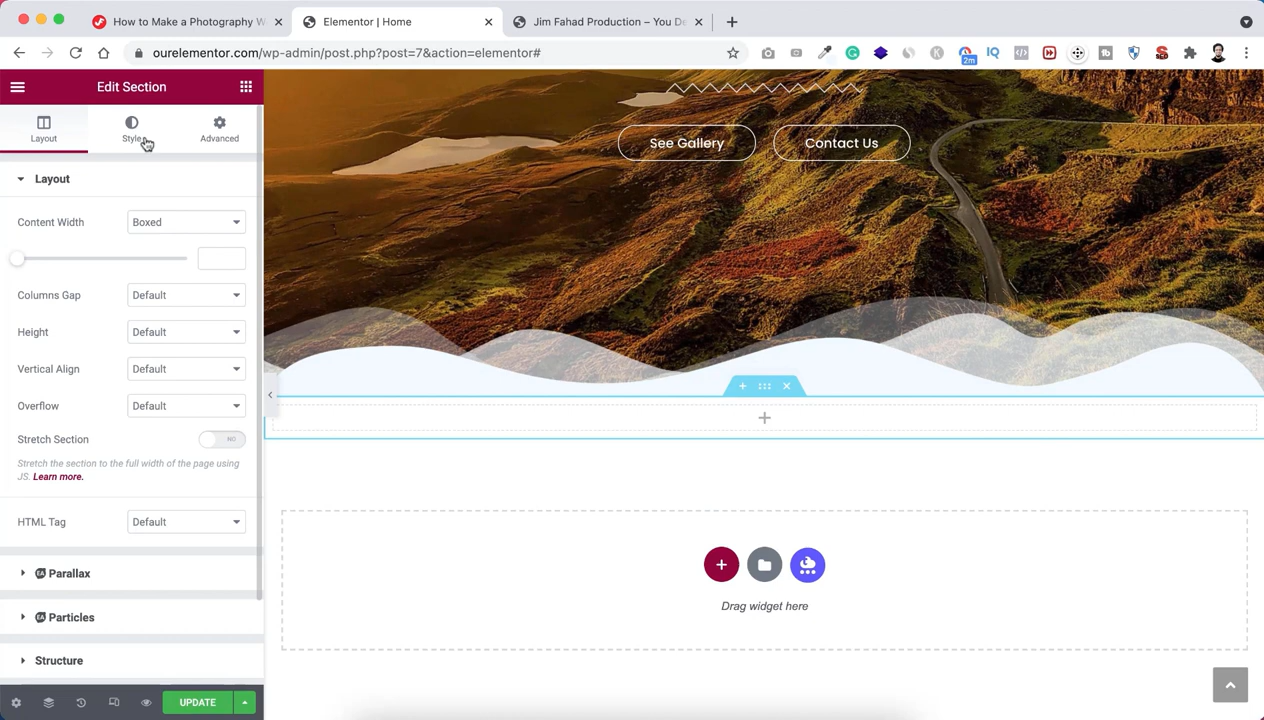 How to Make a Photography W
Elementor | Home
Jim Fahad Production – You De
ourelementor.com/wp-admin/post.php?post=7&action=elementor#
2m
Edit Section
Layout
Style
Advanced
Layout
Content Width
Boxed
Columns Gap
Default
Height
Default
Vertical Align
Default
Overflow
Default
Stretch Section
NO
Stretch the section to the full width of the page using
JS. Learn more.
HTML Tag
Default
EA Parallax
EA Particles
Structure
UPDATE
See Gallery
Contact Us
Drag widget here